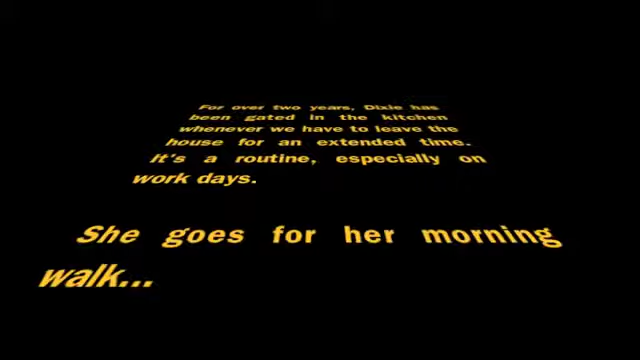 For over two years, Dixie has
been gated in the kitchen
whenever we have to leave the
house for an extended time.
It's a routine, especially on
work days.
She goes for her morning
walk...